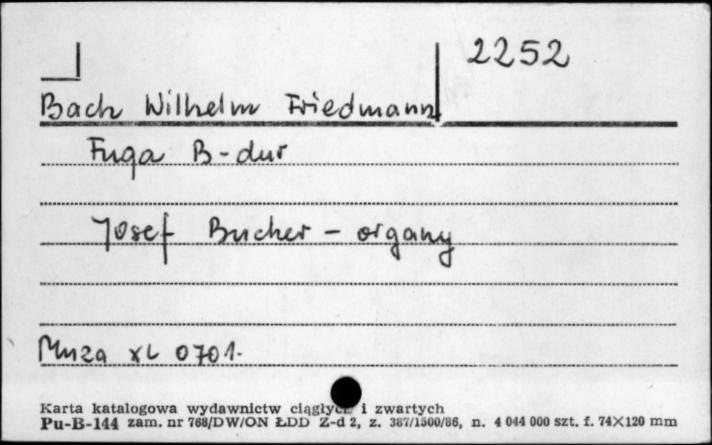 2252
Bach Wilhelm Friedmann
Fuga B-dur
Josef Bucher - organy
Muza XL 0701.
Karta katalogowa wydawnictw ciągłych i zwartych
Pu-B-144 zam. nr 768/DW/ON ŁDD Z-d 2, z. 387/1500/86, n. 4 044 000 szt. f. 74×120 mm